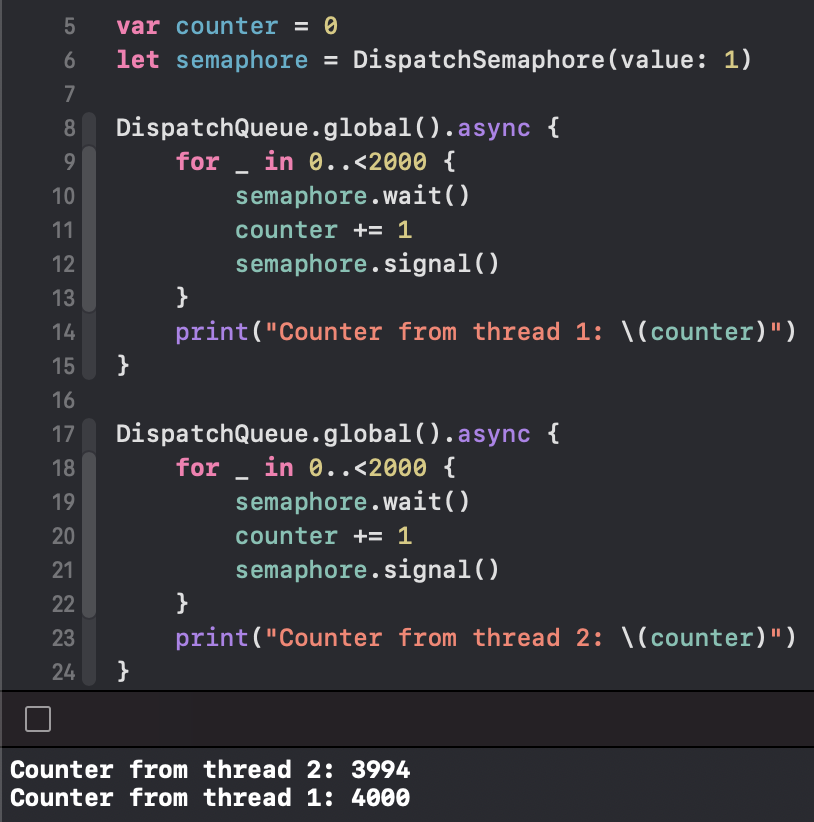 5 var counter = 0
6 let semaphore = DispatchSemaphore(value: 1)
7
8 DispatchQueue.global().async {
9     for _ in 0..<2000 {
10         semaphore.wait()
11         counter += 1
12         semaphore.signal()
13     }
14     print("Counter from thread 1: \(counter)")
15 }
16
17 DispatchQueue.global().async {
18     for _ in 0..<2000 {
19         semaphore.wait()
20         counter += 1
21         semaphore.signal()
22     }
23     print("Counter from thread 2: \(counter)")
24 }
Counter from thread 2: 3994
Counter from thread 1: 4000